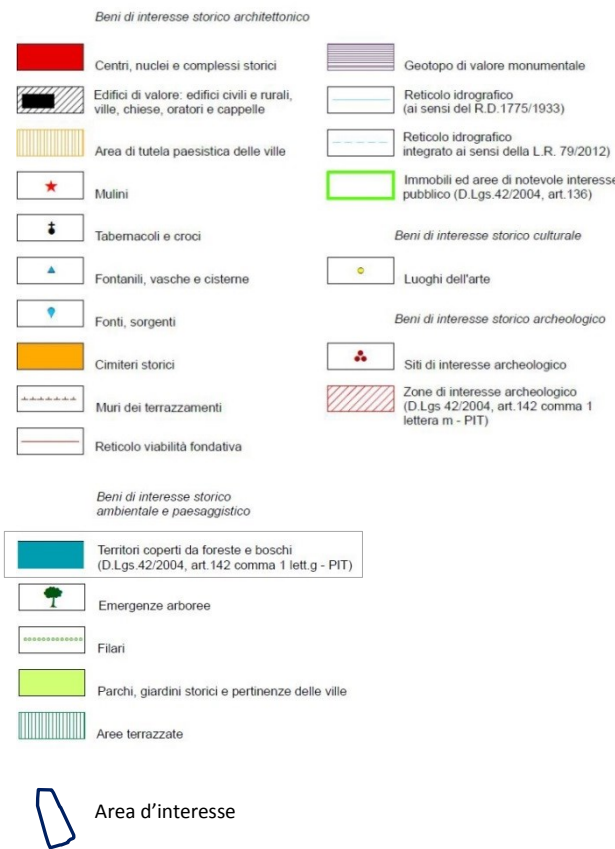 Beni di interesse storico architettonico
Centri, nuclei e complessi storici
Edifici di valore: edifici civili e rurali,
ville, chiese, oratori e cappelle
Area di tutela paesistica delle ville
Mulini
Tabernacoli e croci
Fontanili, vasche e cisterne
Fonti, sorgenti
Cimiteri storici
Muri dei terrazzamenti
Reticolo viabilità fondativa
Beni di interesse storico
ambientale e paesaggistico
Territori coperti da foreste e boschi
(D.Lgs.42/2004, art.142 comma 1 lett.g - PIT)
Emergenze arboree
Filari
Parchi, giardini storici e pertinenze delle ville
Aree terrazzate
Area d'interesse
Geotopo di valore monumentale
Reticolo idrografico
(ai sensi del R.D.1775/1933)
Reticolo idrografico
integrato ai sensi della L.R. 79/2012)
Immobili ed aree di notevole interesse
pubblico (D.Lgs.42/2004, art.136)
Beni di interesse storico culturale
Luoghi dell'arte
Beni di interesse storico archeologico
Siti di interesse archeologico
Zone di interesse archeologico
(D.Lgs 42/2004, art.142 comma 1
lettera m - PIT)